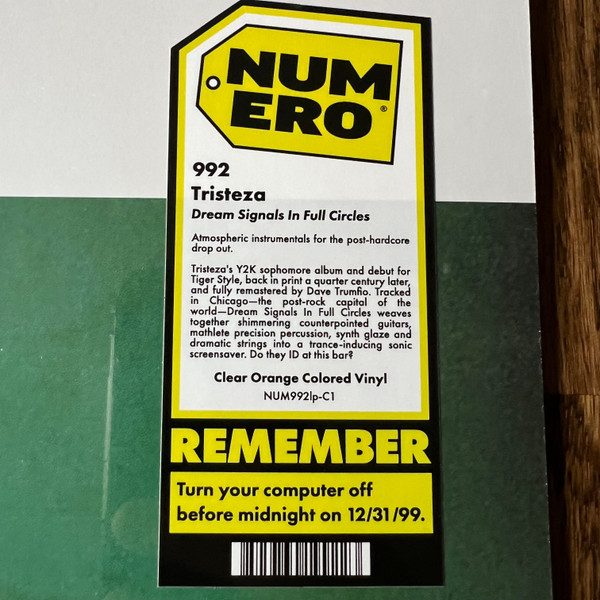 NUM
ERO®
992
Tristeza
Dream Signals In Full Circles
Atmospheric instrumentals for the post-hardcore
drop out.
Tristeza's Y2K sophomore album and debut for
Tiger Style, back in print a quarter century later,
and fully remastered by Dave Trumfio. Tracked
in Chicago—the post-rock capital of the
world—Dream Signals In Full Circles weaves
together shimmering counterpointed guitars,
mathlete precision percussion, synth glaze and
dramatic strings into a trance-inducing sonic
screensaver. Do they ID at this bar?
Clear Orange Colored Vinyl
NUM992lp-C1
REMEMBER
Turn your computer off
before midnight on 12/31/99.